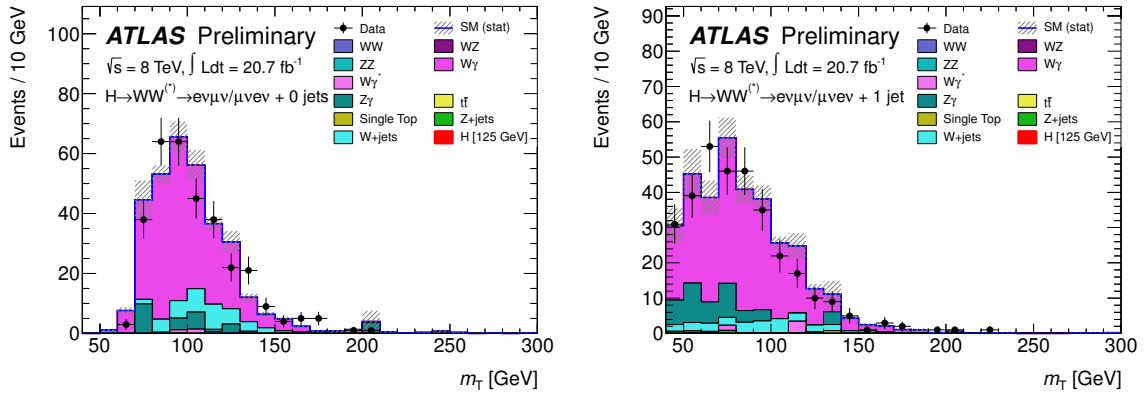 Events / 10 GeV
100
80
60
40
20
0
ATLAS Preliminary
√s = 8 TeV, ∫ Ldt = 20.7 fb⁻¹
H→WW(*)→eνμν/μνeν + 0 jets
Data
WW
ZZ
Wγ*
Zγ
Single Top
W+jets
SM (stat)
WZ
Wγ
tt̄
Z+jets
H [125 GeV]
50 100 150 200 250 300
m_T [GeV]
Events / 10 GeV
90
80
70
60
50
40
30
20
10
0
ATLAS Preliminary
√s = 8 TeV, ∫ Ldt = 20.7 fb⁻¹
H→WW(*)→eνμν/μνeν + 1 jet
Data
WW
ZZ
Wγ*
Zγ
Single Top
W+jets
SM (stat)
WZ
Wγ
tt̄
Z+jets
H [125 GeV]
50 100 150 200 250 300
m_T [GeV]